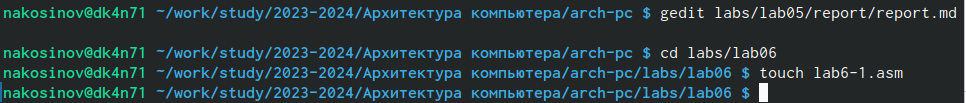 nakosinov@dk4n71 ~/work/study/2023-2024/Архитектура компьютера/arch-pc $ gedit labs/lab05/report/report.md
nakosinov@dk4n71 ~/work/study/2023-2024/Архитектура компьютера/arch-pc $ cd labs/lab06
nakosinov@dk4n71 ~/work/study/2023-2024/Архитектура компьютера/arch-pc/labs/lab06 $ touch lab6-1.asm
nakosinov@dk4n71 ~/work/study/2023-2024/Архитектура компьютера/arch-pc/labs/lab06 $